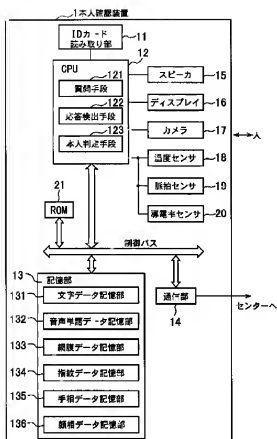 1本人確認装置
IDカード
読み取り部
11
12
CPU
121
質問手段
122
応答検出手段
123
本人判定手段
スピーカ
15
ディスプレイ
16
カメラ
17
人
温度センサ
18
脈拍センサ
19
導電率センサ
20
21
ROM
制御バス
13
記憶部
131
文字データ記憶部
132
音声単語データ記憶部
133
網膜データ記憶部
134
指紋データ記憶部
135
手相データ記憶部
136
顔相データ記憶部
通信部
14
センターへ